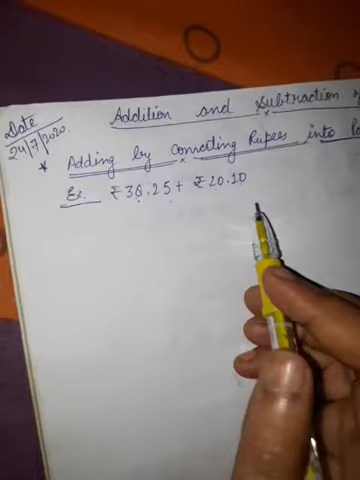 Addition and Subtraction
Date
24/7/2020.
* Adding by Converting Rupees into
Ex. ₹30.25 + ₹20.10